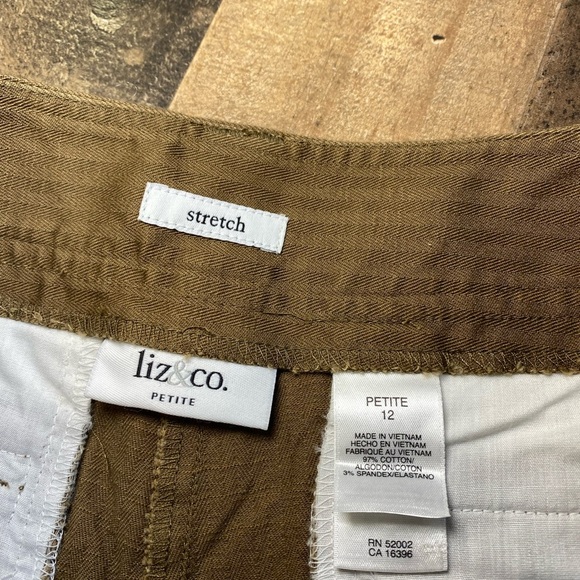 stretch
liz&co.
PETITE
PETITE
12
MADE IN VIETNAM
HECHO EN VIETNAM
FABRIQUÉ AU VIETNAM
97% COTTON/
ALGODON/COTON
3% SPANDEX/ELASTANO
RN 52002
CA 16396